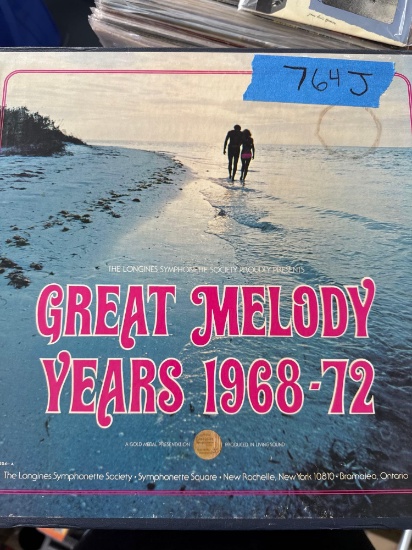 764J
THE LONGINES SYMPHONETTE SOCIETY PROUDLY PRESENTS
GREAT MELODY
YEARS 1968-72
A GOLD MEDAL PRESENTATION PRODUCED IN LIVING SOUND
The Longines Symphonette Society • Symphonette Square • New Rochelle, New York 10810 • Bramalea, Ontario